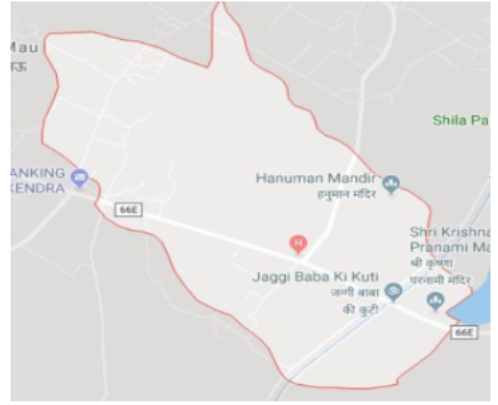 Mau
मऊ
Shila Pa
ANKING
KENDRA
Hanuman Mandir
हनुमान मंदिर
66E
Shri Krishna
Pranami Ma
श्री कृष्णा
परनामी मंदिर
H
Jaggi Baba Ki Kuti
जग्गी बाबा
की कुटी
66E